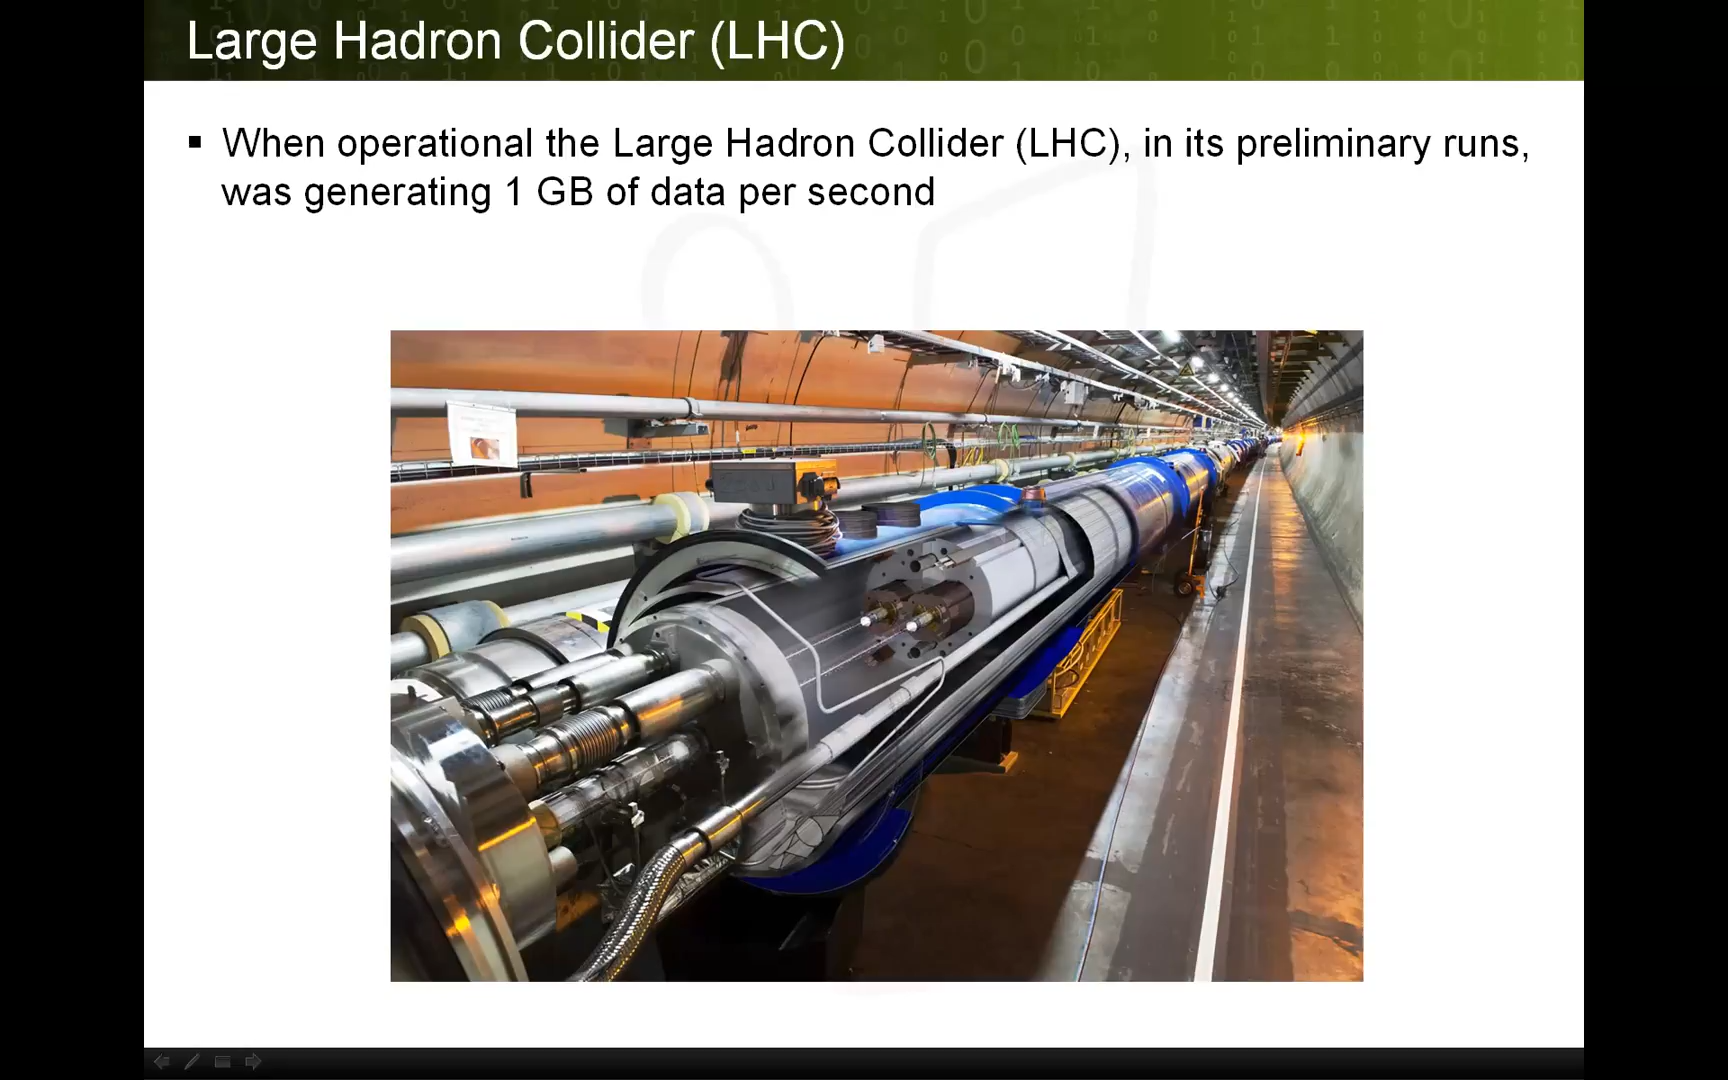 Large Hadron Collider (LHC)
When operational the Large Hadron Collider (LHC), in its preliminary runs,
was generating 1 GB of data per second